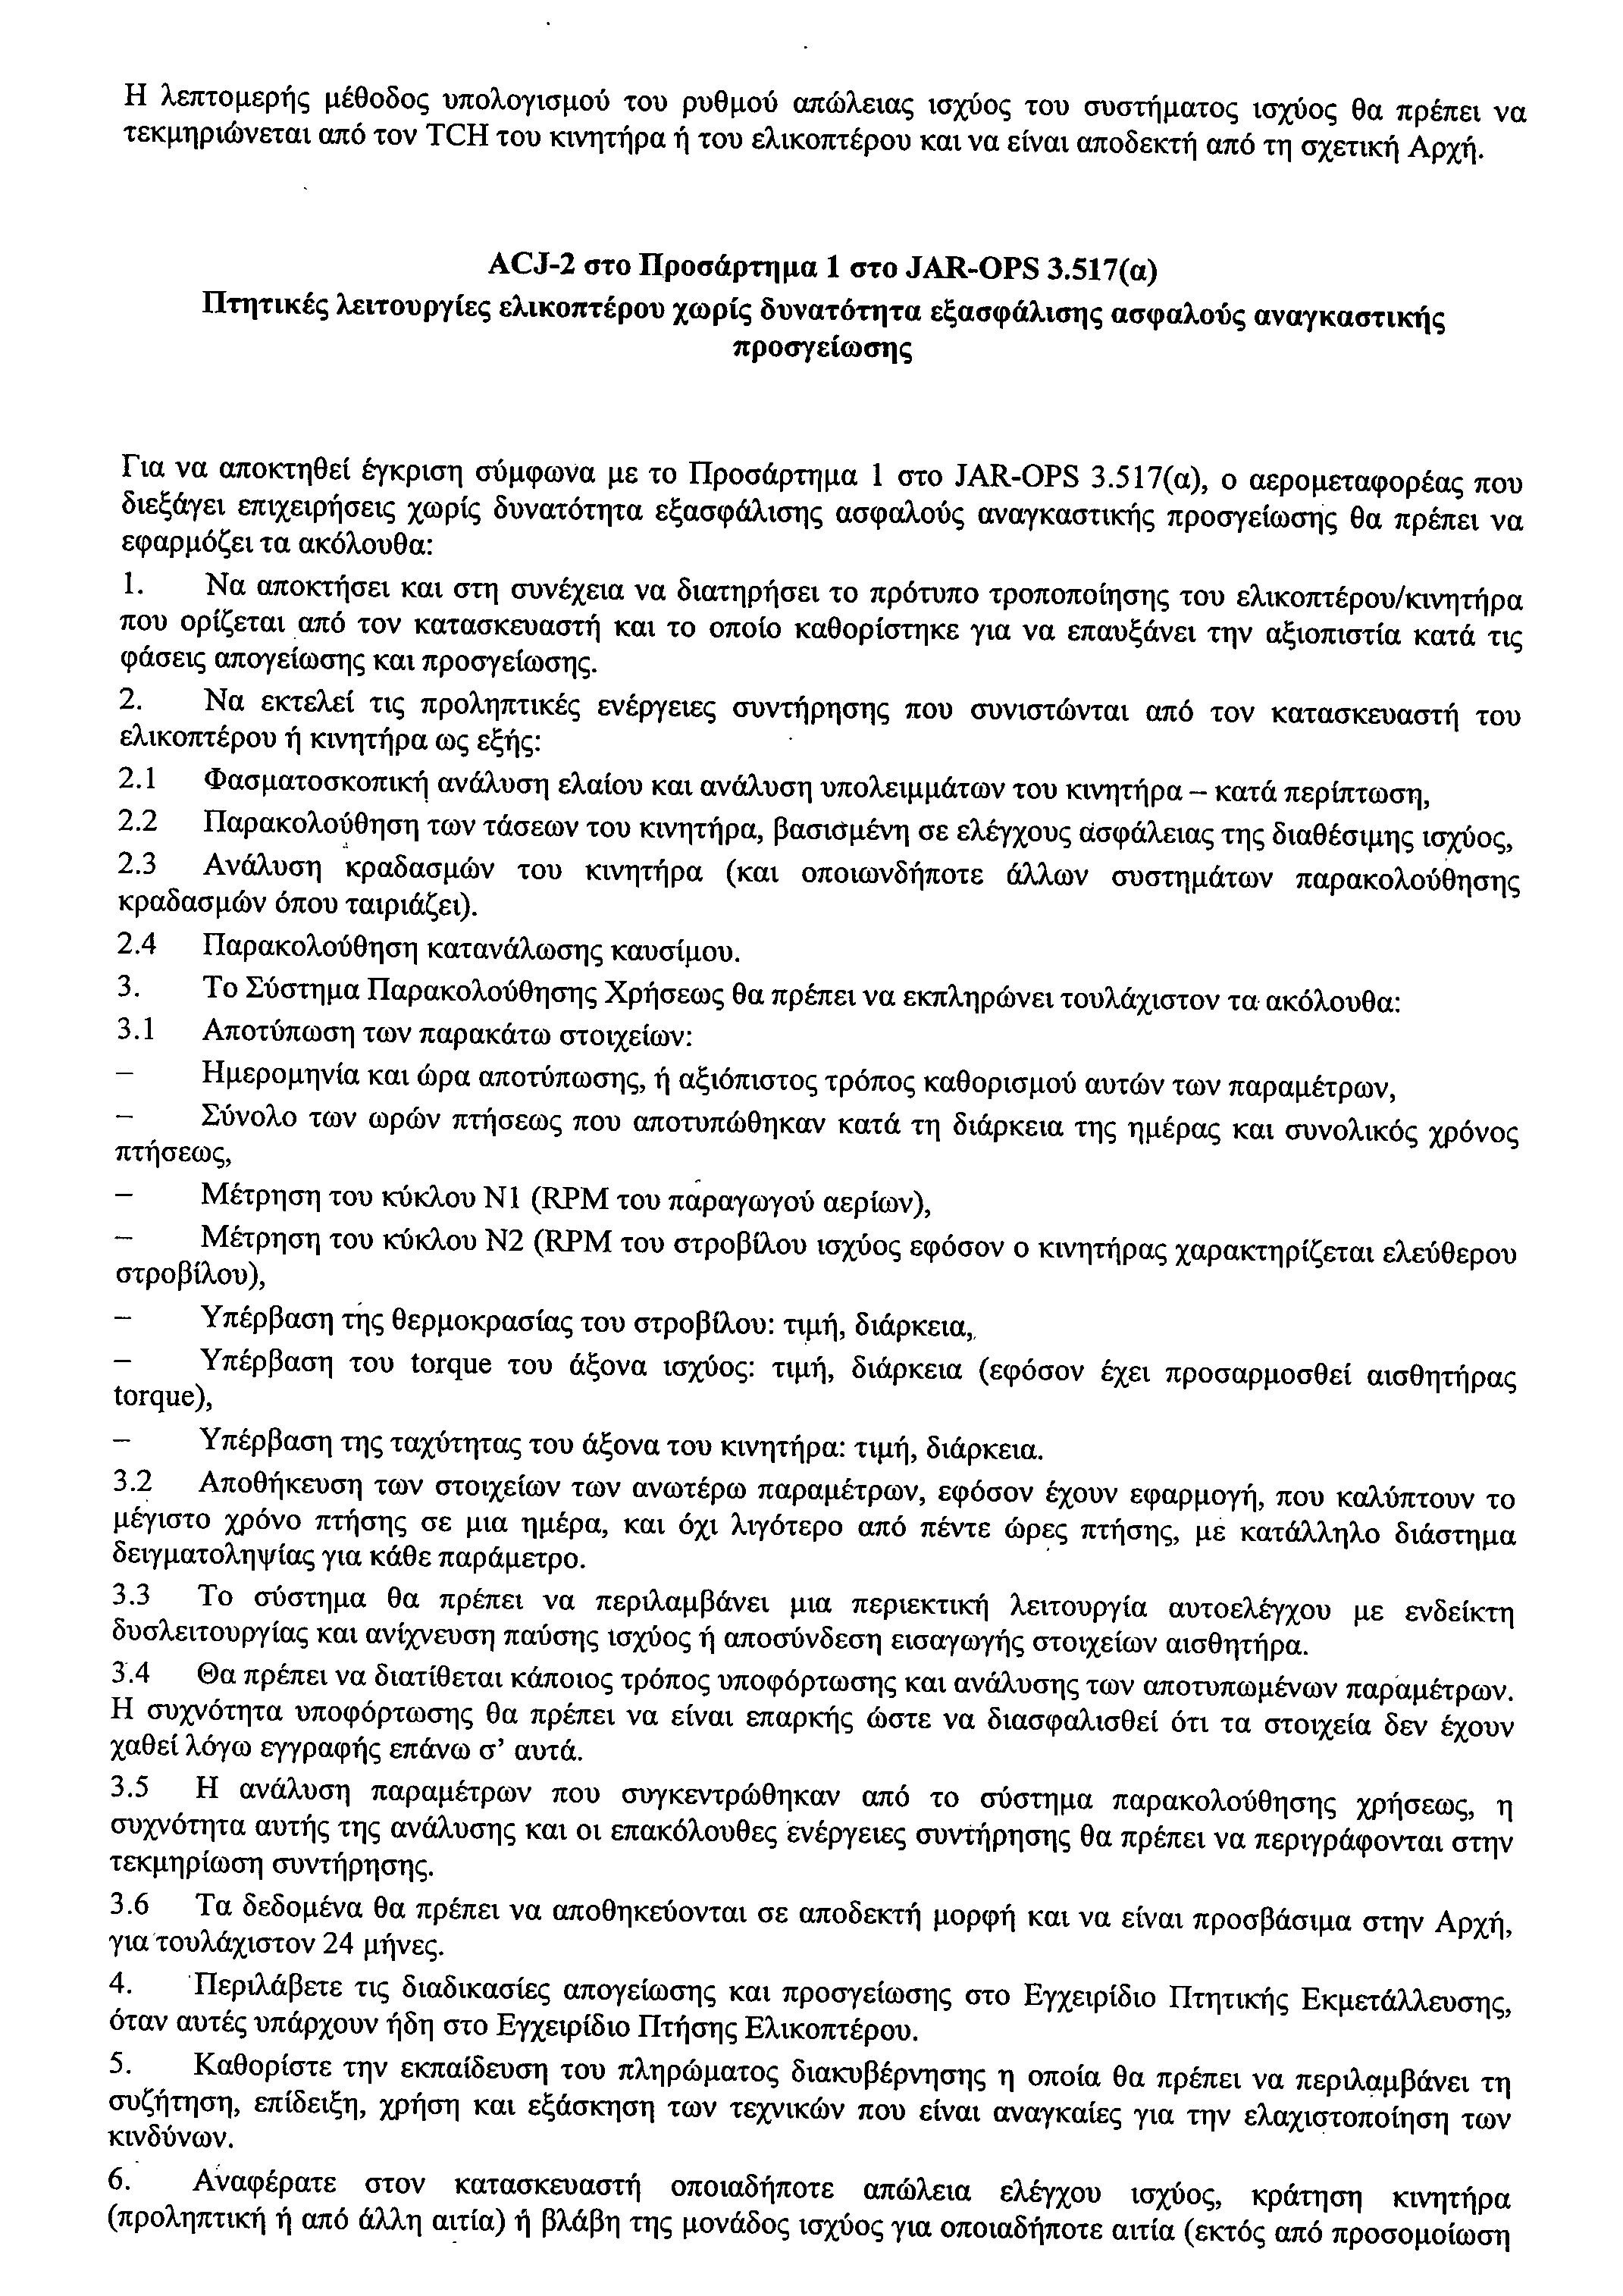 Η λεπτομερής μέθοδος υπολογισμού του ρυθμού απώλειας ισχύος του συστήματος ισχύος θα πρέπει να
τεκμηριώνεται από τον TCH του κινητήρα ή του ελικοπτέρου και να είναι αποδεκτή από τη σχετική Αρχή.
ACJ-2 στο Προσάρτημα 1 στο JAR-OPS 3.517(α)
Πτητικές λειτουργίες ελικοπτέρου χωρίς δυνατότητα εξασφάλισης ασφαλούς αναγκαστικής
προσγείωσης
Για να αποκτηθεί έγκριση σύμφωνα με το Προσάρτημα 1 στο JAR-OPS 3.517(α), ο αερομεταφορέας που
διεξάγει επιχειρήσεις χωρίς δυνατότητα εξασφάλισης ασφαλούς αναγκαστικής προσγείωσης θα πρέπει να
εφαρμόζει τα ακόλουθα:
1. Να αποκτήσει και στη συνέχεια να διατηρήσει το πρότυπο τροποποίησης του ελικοπτέρου/κινητήρα
που ορίζεται από τον κατασκευαστή και το οποίο καθορίστηκε για να επαυξάνει την αξιοπιστία κατά τις
φάσεις απογείωσης και προσγείωσης.
2. Να εκτελεί τις προληπτικές ενέργειες συντήρησης που συνιστώνται από τον κατασκευαστή του
ελικοπτέρου ή κινητήρα ως εξής:
2.1 Φασματοσκοπική ανάλυση ελαίου και ανάλυση υπολειμμάτων του κινητήρα – κατά περίπτωση,
2.2 Παρακολούθηση των τάσεων του κινητήρα, βασισμένη σε ελέγχους ασφάλειας της διαθέσιμης ισχύος,
2.3 Ανάλυση κραδασμών του κινητήρα (και οποιωνδήποτε άλλων συστημάτων παρακολούθησης
κραδασμών όπου ταιριάζει).
2.4 Παρακολούθηση κατανάλωσης καυσίμου.
3. Το Σύστημα Παρακολούθησης Χρήσεως θα πρέπει να εκπληρώνει τουλάχιστον τα ακόλουθα:
3.1 Αποτύπωση των παρακάτω στοιχείων:
– Ημερομηνία και ώρα αποτύπωσης, ή αξιόπιστος τρόπος καθορισμού αυτών των παραμέτρων,
– Σύνολο των ωρών πτήσεως που αποτυπώθηκαν κατά τη διάρκεια της ημέρας και συνολικός χρόνος
πτήσεως,
– Μέτρηση του κύκλου Ν1 (RPM του παραγωγού αερίων),
– Μέτρηση του κύκλου Ν2 (RPM του στροβίλου ισχύος εφόσον ο κινητήρας χαρακτηρίζεται ελεύθερου
στροβίλου),
– Υπέρβαση της θερμοκρασίας του στροβίλου: τιμή, διάρκεια,
– Υπέρβαση του torque του άξονα ισχύος: τιμή, διάρκεια (εφόσον έχει προσαρμοσθεί αισθητήρας
torque),
– Υπέρβαση της ταχύτητας του άξονα του κινητήρα: τιμή, διάρκεια.
3.2 Αποθήκευση των στοιχείων των ανωτέρω παραμέτρων, εφόσον έχουν εφαρμογή, που καλύπτουν το
μέγιστο χρόνο πτήσης σε μια ημέρα, και όχι λιγότερο από πέντε ώρες πτήσης, με κατάλληλο διάστημα
δειγματοληψίας για κάθε παράμετρο.
3.3 Το σύστημα θα πρέπει να περιλαμβάνει μια περιεκτική λειτουργία αυτοελέγχου με ενδείκτη
δυσλειτουργίας και ανίχνευση παύσης ισχύος ή αποσύνδεση εισαγωγής στοιχείων αισθητήρα.
3.4 Θα πρέπει να διατίθεται κάποιος τρόπος υποφόρτωσης και ανάλυσης των αποτυπωμένων παραμέτρων.
Η συχνότητα υποφόρτωσης θα πρέπει να είναι επαρκής ώστε να διασφαλισθεί ότι τα στοιχεία δεν έχουν
χαθεί λόγω εγγραφής επάνω σ’ αυτά.
3.5 Η ανάλυση παραμέτρων που συγκεντρώθηκαν από το σύστημα παρακολούθησης χρήσεως, η
συχνότητα αυτής της ανάλυσης και οι επακόλουθες ενέργειες συντήρησης θα πρέπει να περιγράφονται στην
τεκμηρίωση συντήρησης.
3.6 Τα δεδομένα θα πρέπει να αποθηκεύονται σε αποδεκτή μορφή και να είναι προσβάσιμα στην Αρχή,
για τουλάχιστον 24 μήνες.
4. Περιλάβετε τις διαδικασίες απογείωσης και προσγείωσης στο Εγχειρίδιο Πτητικής Εκμετάλλευσης,
όταν αυτές υπάρχουν ήδη στο Εγχειρίδιο Πτήσης Ελικοπτέρου.
5. Καθορίστε την εκπαίδευση του πληρώματος διακυβέρνησης η οποία θα πρέπει να περιλαμβάνει τη
συζήτηση, επίδειξη, χρήση και εξάσκηση των τεχνικών που είναι αναγκαίες για την ελαχιστοποίηση των
κινδύνων.
6. Αναφέρατε στον κατασκευαστή οποιαδήποτε απώλεια ελέγχου ισχύος, κράτηση κινητήρα
(προληπτική ή από άλλη αιτία) ή βλάβη της μονάδος ισχύος για οποιαδήποτε αιτία (εκτός από προσομοίωση